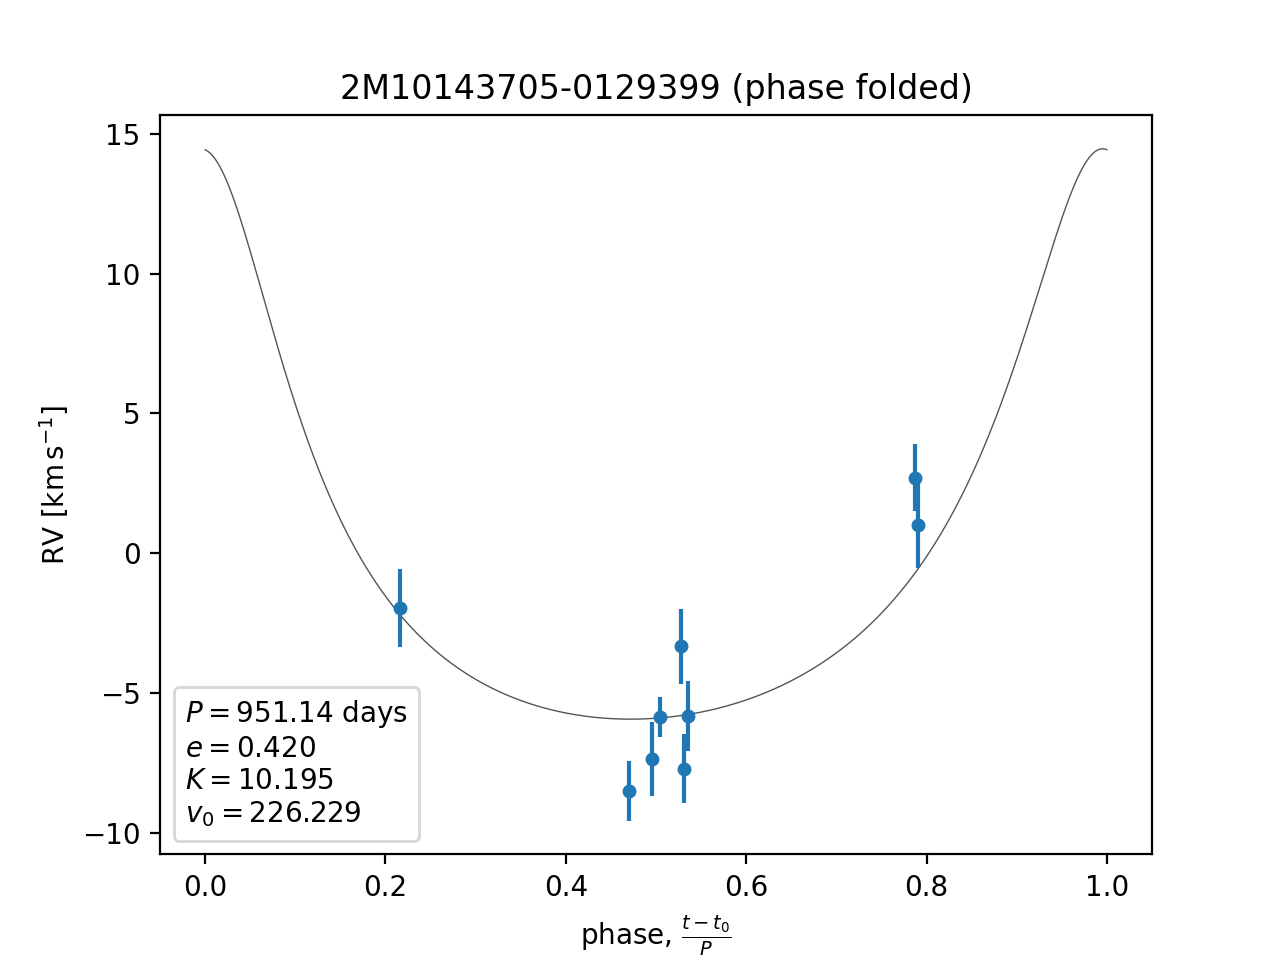 2M10143705-0129399 (phase folded)
RV [km s⁻¹]
15
10
5
0
−5
−10
P = 951.14 days
e = 0.420
K = 10.195
v₀ = 226.229
0.0 0.2 0.4 0.6 0.8 1.0
phase, (t − t₀)/P